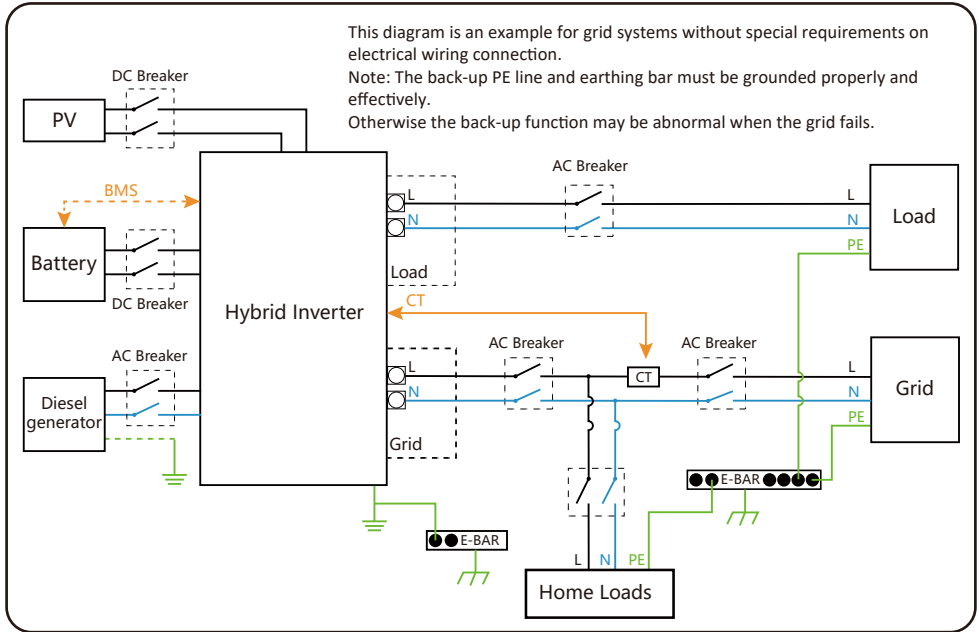 This diagram is an example for grid systems without special requirements on
electrical wiring connection.
Note: The back-up PE line and earthing bar must be grounded properly and
effectively.
Otherwise the back-up function may be abnormal when the grid fails.
DC Breaker
PV
BMS
Battery
DC Breaker
AC Breaker
Diesel
generator
Hybrid Inverter
L
N
Load
CT
L
N
Grid
AC Breaker
L
N
PE
Load
AC Breaker
CT
AC Breaker
L
N
PE
Grid
E-BAR
E-BAR
L
N
PE
Home Loads